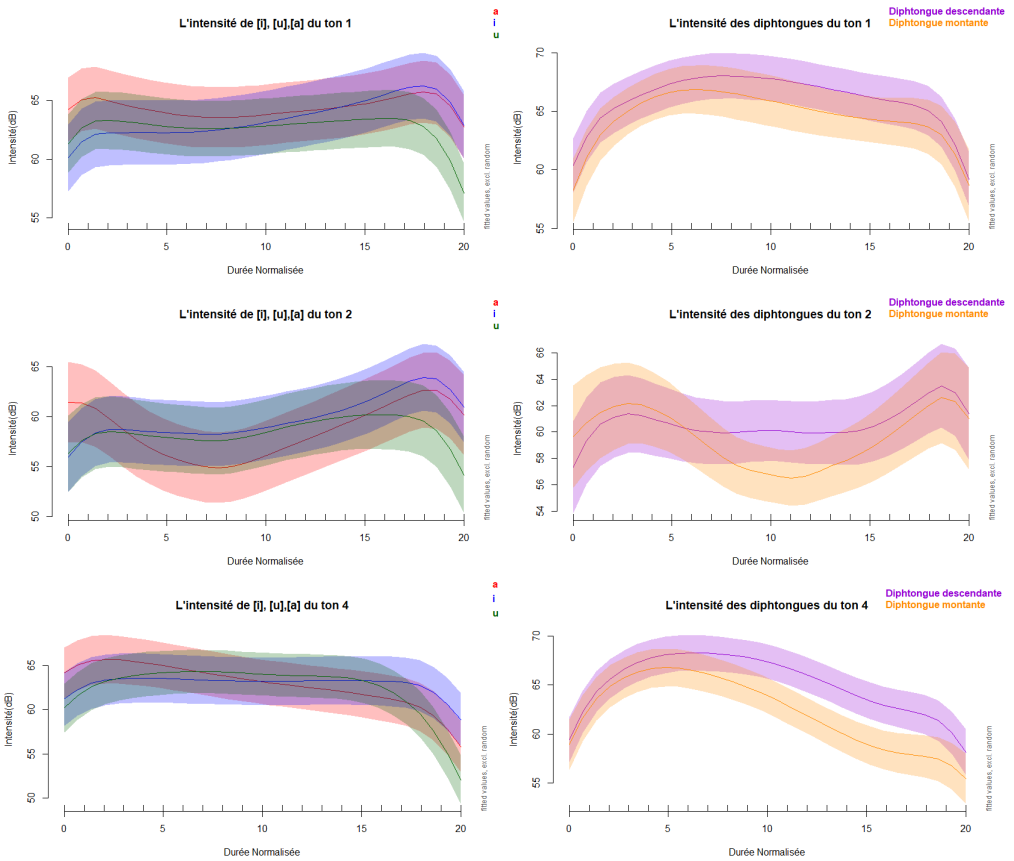 L'intensité de [i], [u],[a] du ton 1
a
i
u
Intensité(dB)
65
60
55
0 5 10 15 20
Durée Normalisée
fitted values, excl. random
L'intensité des diphtongues du ton 1
Diphtongue descendante
Diphtongue montante
Intensité(dB)
70
65
60
55
0 5 10 15 20
Durée Normalisée
fitted values, excl. random
L'intensité de [i], [u],[a] du ton 2
a
i
u
Intensité(dB)
65
60
55
50
0 5 10 15 20
Durée Normalisée
fitted values, excl. random
L'intensité des diphtongues du ton 2
Diphtongue descendante
Diphtongue montante
Intensité(dB)
66
64
62
60
58
56
54
0 5 10 15 20
Durée Normalisée
fitted values, excl. random
L'intensité de [i], [u],[a] du ton 4
a
i
u
Intensité(dB)
65
60
55
50
0 5 10 15 20
Durée Normalisée
fitted values, excl. random
L'intensité des diphtongues du ton 4
Diphtongue descendante
Diphtongue montante
Intensité(dB)
70
65
60
55
0 5 10 15 20
Durée Normalisée
fitted values, excl. random